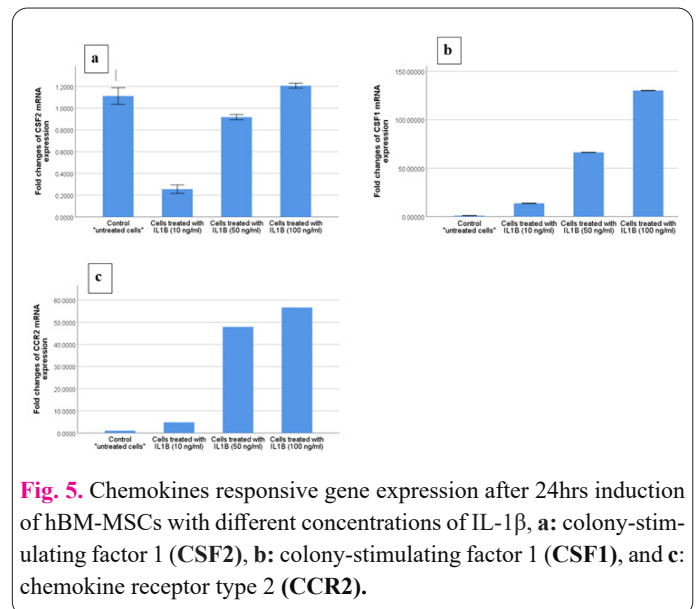 a
Fold changes of CSF2 mRNA
expression
1.2000
1.0000
0.8000
0.6000
0.4000
0.2000
0.0000
Control
"untreated cells"
Cells treated with
IL1B (10 ng/ml)
Cells treated with
IL1B (50 ng/ml)
Cells treated with
IL1B (100 ng/ml)
b
Fold changes of CSF1 mRNA
expression
150.00000
100.00000
50.00000
0.00000
Control
"untreated cells"
Cells treated with
IL1B (10 ng/ml)
Cells treated with
IL1B (50 ng/ml)
Cells treated with
IL1B (100 ng/ml)
c
Fold changes of CCR2 mRNA
expression
60.0000
50.0000
40.0000
30.0000
20.0000
10.0000
0.0000
Control
"untreated cells"
Cells treated with
IL1B (10 ng/ml)
Cells treated with
IL1B (50 ng/ml)
Cells treated with
IL1B (100 ng/ml)
Fig. 5. Chemokines responsive gene expression after 24hrs induction
of hBM-MSCs with different concentrations of IL-1β, a: colony-stim-
ulating factor 1 (CSF2), b: colony-stimulating factor 1 (CSF1), and c:
chemokine receptor type 2 (CCR2).